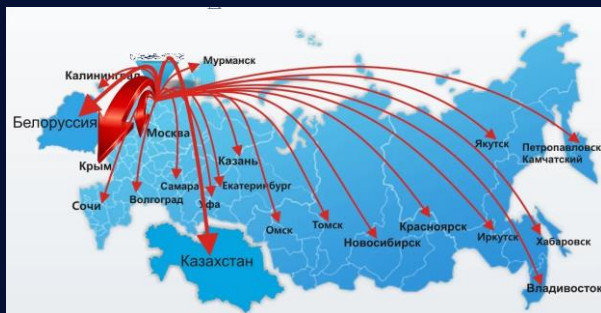 Мурманск
Калининград
Белоруссия
Москва
Крым
Казань
Якутск
Петропавловск
Камчатский
Самара
Екатеринбург
Сочи
Волгоград
Уфа
Омск
Томск
Новосибирск
Красноярск
Иркутск
Хабаровск
Казахстан
Владивосток